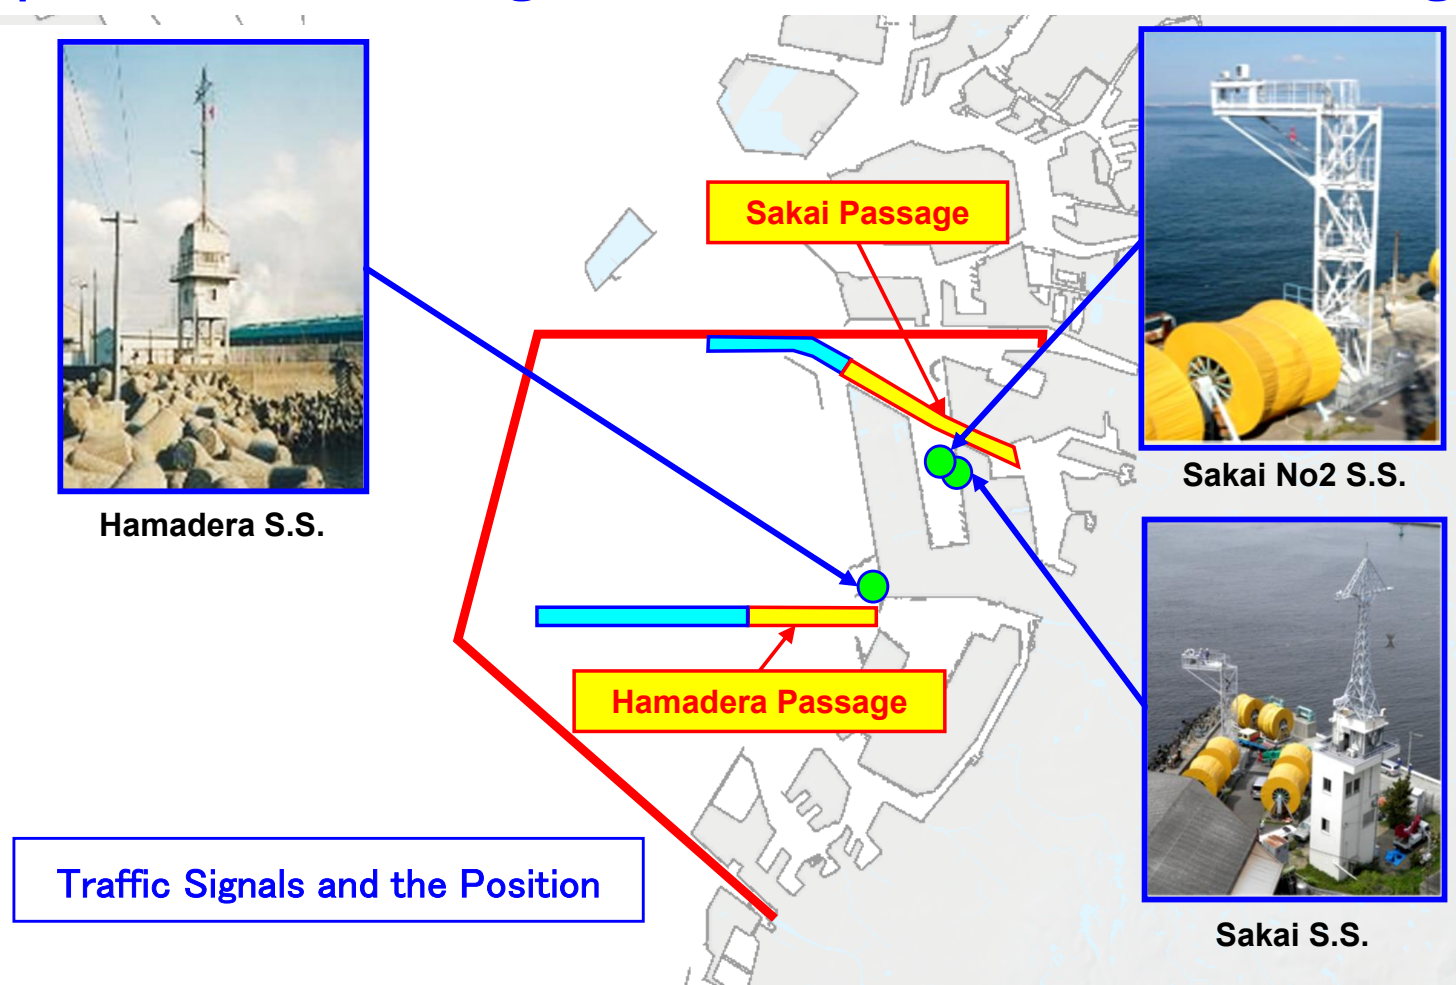 Sakai Passage
Sakai No2 S.S.
Hamadera S.S.
Hamadera Passage
Traffic Signals and the Position
Sakai S.S.